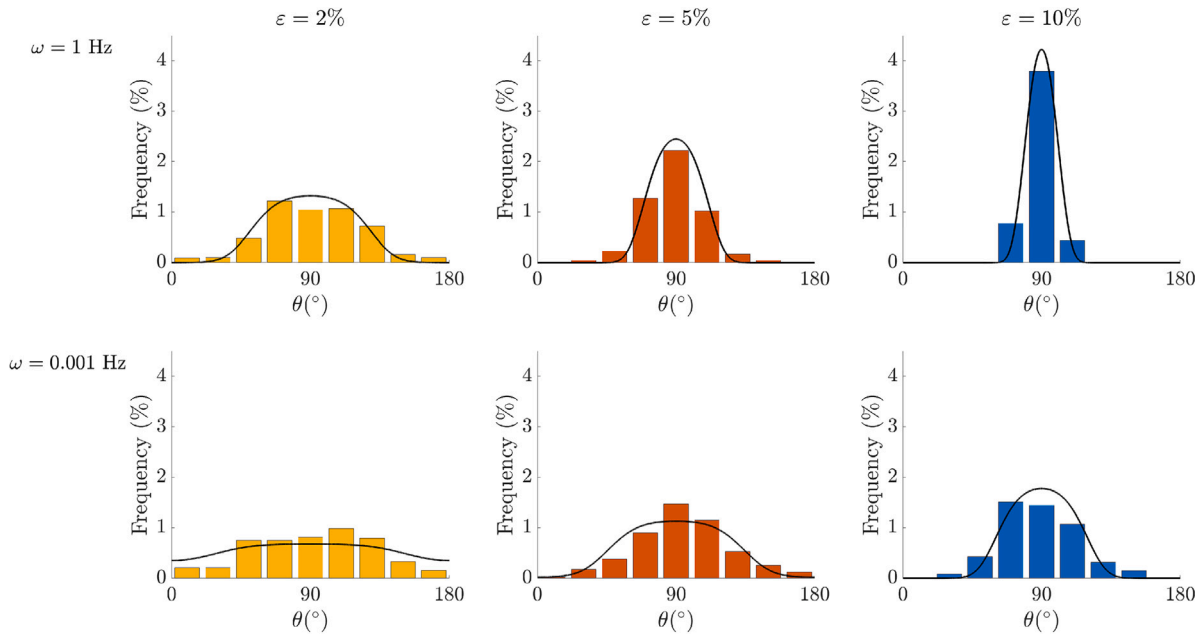 ε = 2%
ε = 5%
ε = 10%
ω = 1 Hz
Frequency (%)
4
3
2
1
0
0
90
180
θ(°)
Frequency (%)
4
3
2
1
0
0
90
180
θ(°)
Frequency (%)
4
3
2
1
0
0
90
180
θ(°)
ω = 0.001 Hz
Frequency (%)
4
3
2
1
0
0
90
180
θ(°)
Frequency (%)
4
3
2
1
0
0
90
180
θ(°)
Frequency (%)
4
3
2
1
0
0
90
180
θ(°)